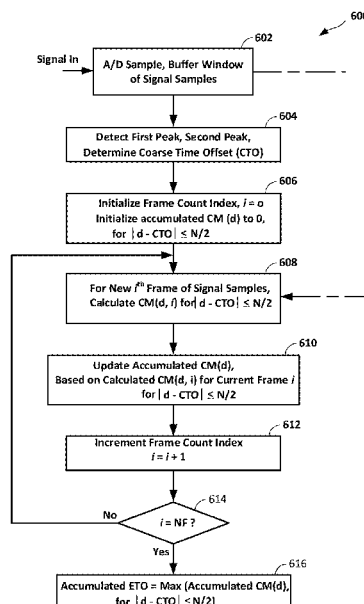 600
602
Signal in
A/D Sample, Buffer Window
of Signal Samples
604
Detect First Peak, Second Peak,
Determine Coarse Time Offset (CTO)
606
Initialize Frame Count Index, i = o
Initialize accumulated CM (d) to 0,
for |d - CTO| ≤ N/2
608
For New ith Frame of Signal Samples,
Calculate CM(d, i) for |d - CTO| ≤ N/2
610
Update Accumulated CM(d),
Based on Calculated CM(d, i) for Current Frame i
for |d - CTO| ≤ N/2
612
Increment Frame Count Index
i = i + 1
614
No
i = NF ?
Yes
616
Accumulated ETO = Max (Accumulated CM(d),
for |d - CTO| ≤ N/2]